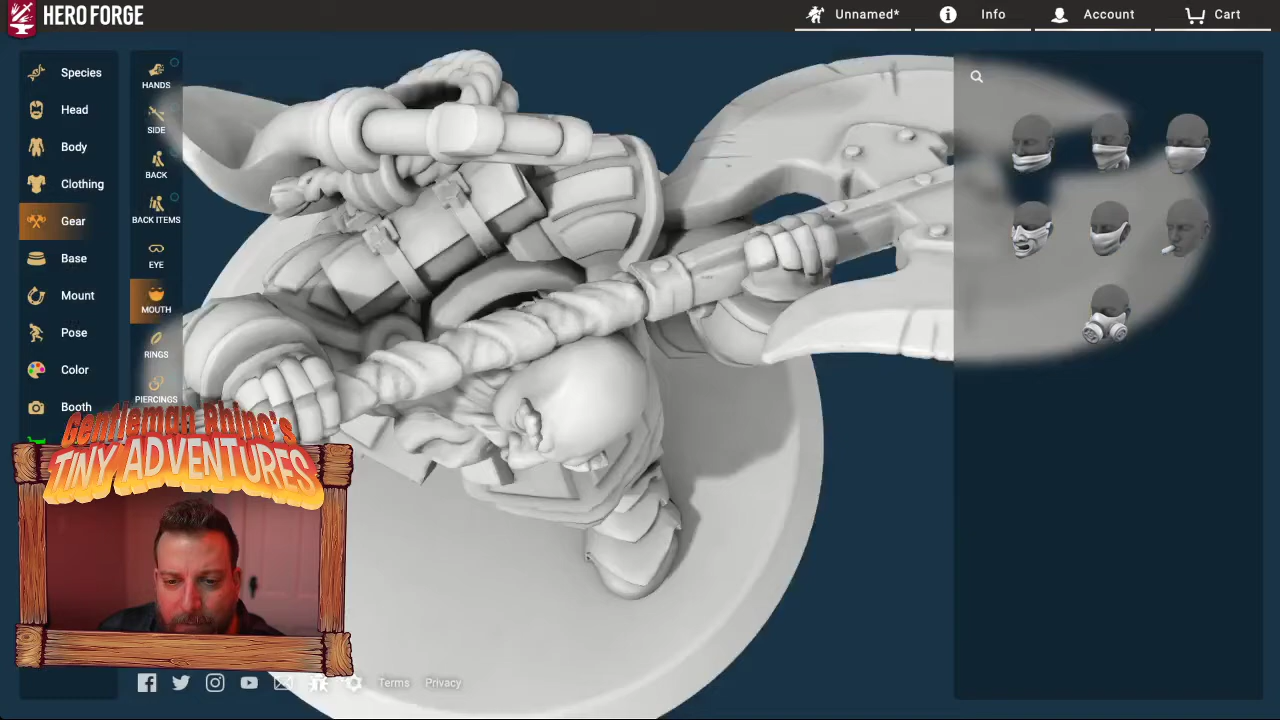 HERO FORGE
Unnamed*
Info
Account
Cart
Species
Head
Body
Clothing
Gear
Base
Mount
Pose
Color
Booth
HANDS
SIDE
BACK
BACK ITEMS
EYE
MOUTH
RINGS
PIERCINGS
Gentleman Rhino's
TINY ADVENTURES
Terms
Privacy